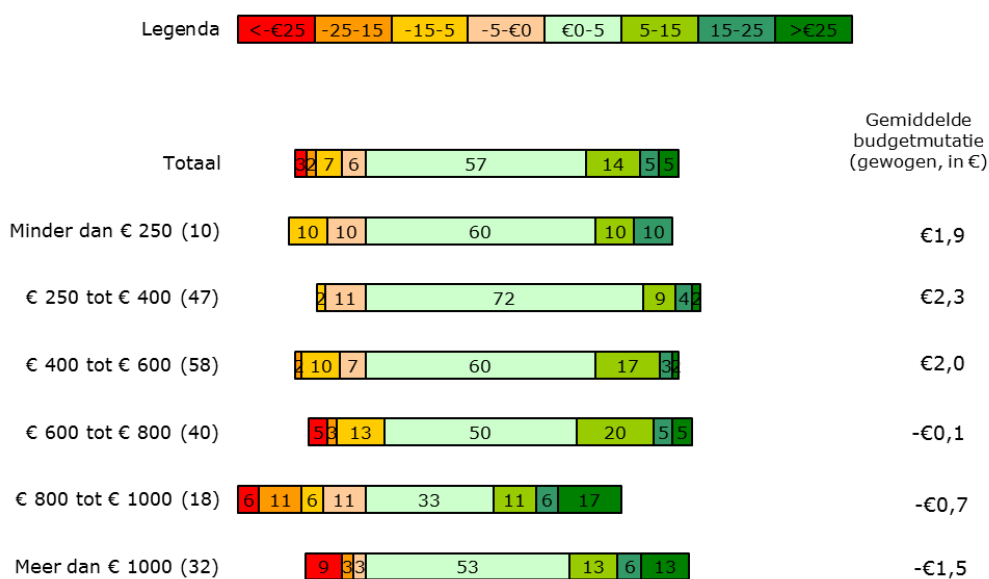 Legenda <-€25 -25-15 -15-5 -5-€0 €0-5 5-15 15-25 >€25
Gemiddelde
budgetmutatie
(gewogen, in €)
Totaal 3 2 7 6 57 14 5 5
Minder dan € 250 (10) 10 10 60 10 10 €1,9
€ 250 tot € 400 (47) 2 11 72 9 4 2 €2,3
€ 400 tot € 600 (58) 2 10 7 60 17 3 2 €2,0
€ 600 tot € 800 (40) 5 3 13 50 20 5 5 -€0,1
€ 800 tot € 1000 (18) 6 11 6 11 33 11 6 17 -€0,7
Meer dan € 1000 (32) 9 3 3 53 13 6 13 -€1,5